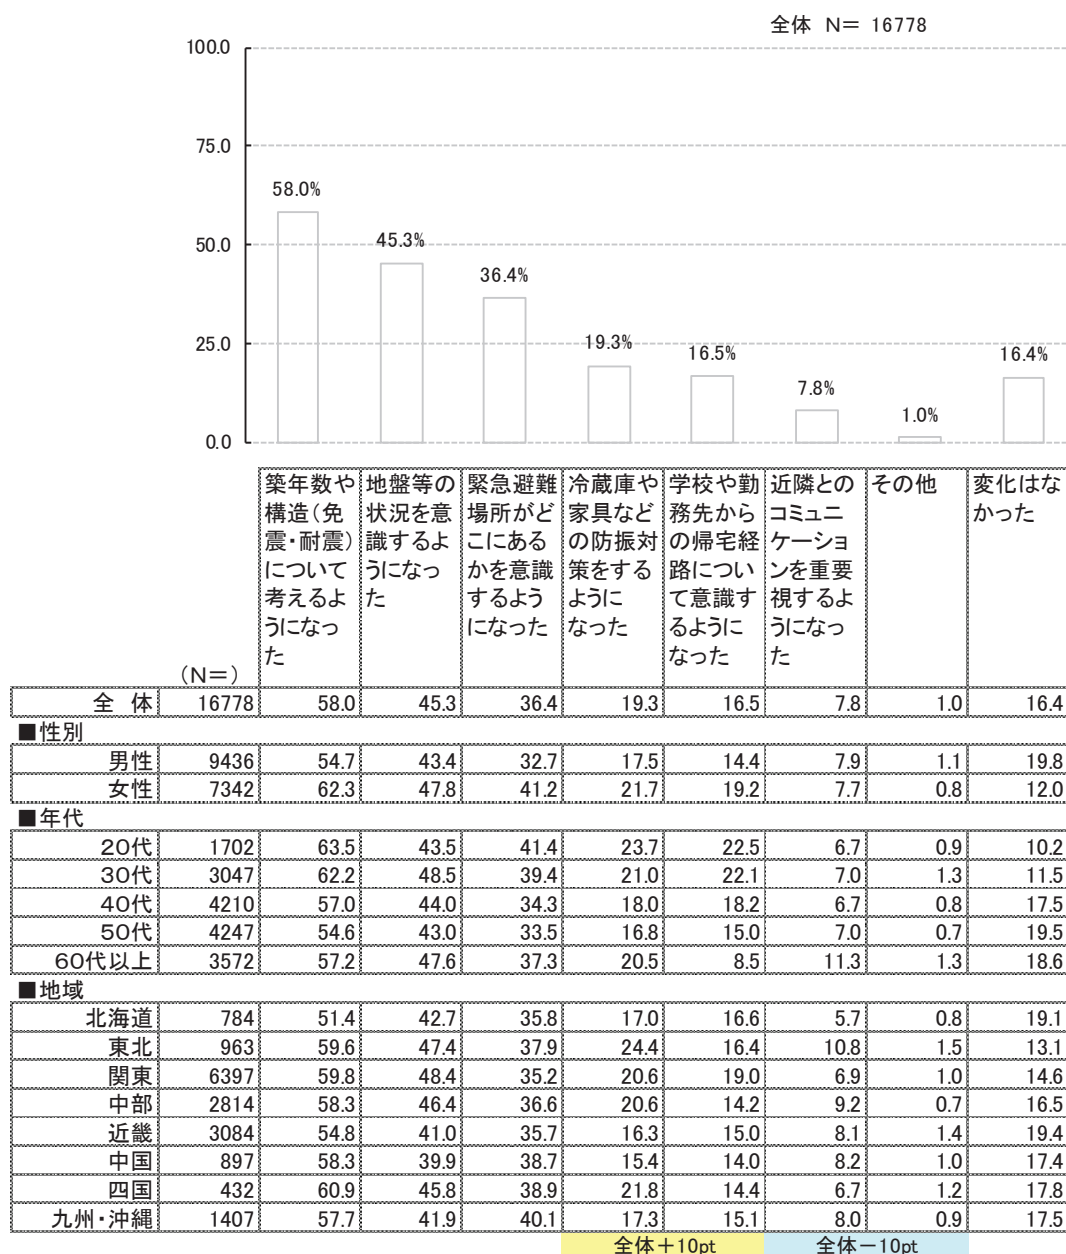 全体 N= 16778
100.0
75.0
50.0
25.0
0.0
58.0%
45.3%
36.4%
19.3%
16.5%
7.8%
1.0%
16.4%
築年数や
構造(免
震・耐震)
について
考えるよ
うになっ
た
地盤等の
状況を意
識するよ
うになっ
た
緊急避難
場所がど
こにある
かを意識
するよう
になった
冷蔵庫や
家具など
の防振対
策をする
ように
なった
学校や勤
務先から
の帰宅経
路につい
て意識す
るように
なった
近隣との
コミュニ
ケーショ
ンを重要
視するよ
うになっ
た
その他
変化はな
かった
(N=)
全 体 16778 58.0 45.3 36.4 19.3 16.5 7.8 1.0 16.4
■性別
男性 9436 54.7 43.4 32.7 17.5 14.4 7.9 1.1 19.8
女性 7342 62.3 47.8 41.2 21.7 19.2 7.7 0.8 12.0
■年代
20代 1702 63.5 43.5 41.4 23.7 22.5 6.7 0.9 10.2
30代 3047 62.2 48.5 39.4 21.0 22.1 7.0 1.3 11.5
40代 4210 57.0 44.0 34.3 18.0 18.2 6.7 0.8 17.5
50代 4247 54.6 43.0 33.5 16.8 15.0 7.0 0.7 19.5
60代以上 3572 57.2 47.6 37.3 20.5 8.5 11.3 1.3 18.6
■地域
北海道 784 51.4 42.7 35.8 17.0 16.6 5.7 0.8 19.1
東北 963 59.6 47.4 37.9 24.4 16.4 10.8 1.5 13.1
関東 6397 59.8 48.4 35.2 20.6 19.0 6.9 1.0 14.6
中部 2814 58.3 46.4 36.6 20.6 14.2 9.2 0.7 16.5
近畿 3084 54.8 41.0 35.7 16.3 15.0 8.1 1.4 19.4
中国 897 58.3 39.9 38.7 15.4 14.0 8.2 1.0 17.4
四国 432 60.9 45.8 38.9 21.8 14.4 6.7 1.2 17.8
九州・沖縄 1407 57.7 41.9 40.1 17.3 15.1 8.0 0.9 17.5
全体+10pt 全体-10pt